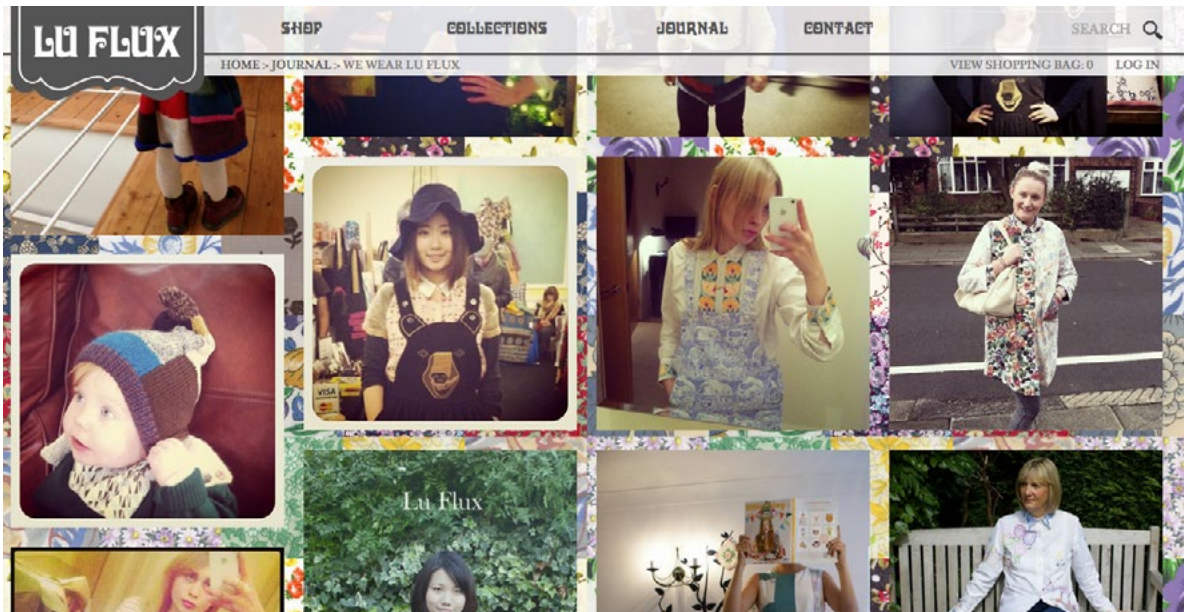 LU FLUX
SHOP
COLLECTIONS
JOURNAL
CONTACT
SEARCH
HOME > JOURNAL > WE WEAR LU FLUX
VIEW SHOPPING BAG: 0
LOG IN
VISA
Lu Flux